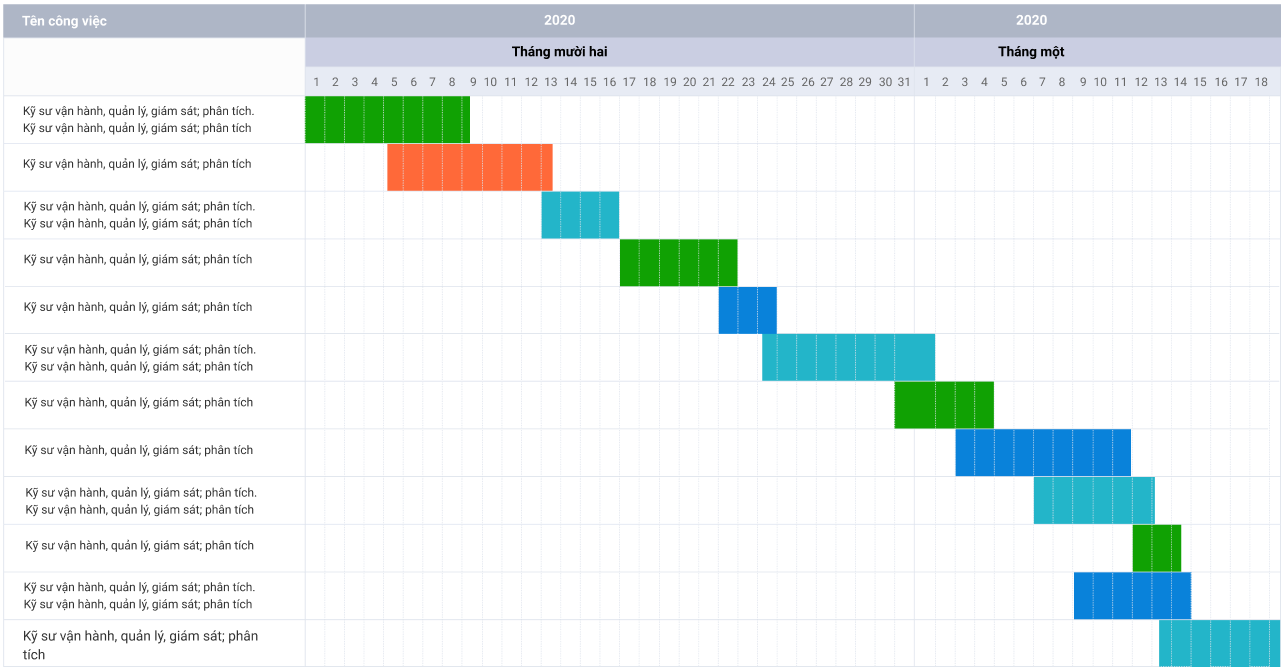 Tên công việc 2020 2020
Tháng mười hai Tháng một
1 2 3 4 5 6 7 8 9 10 11 12 13 14 15 16 17 18 19 20 21 22 23 24 25 26 27 28 29 30 31 1 2 3 4 5 6 7 8 9 10 11 12 13 14 15 16 17 18
Kỹ sư vận hành, quản lý, giám sát; phân tích.
Kỹ sư vận hành, quản lý, giám sát; phân tích
Kỹ sư vận hành, quản lý, giám sát; phân tích
Kỹ sư vận hành, quản lý, giám sát; phân tích.
Kỹ sư vận hành, quản lý, giám sát; phân tích
Kỹ sư vận hành, quản lý, giám sát; phân tích
Kỹ sư vận hành, quản lý, giám sát; phân tích
Kỹ sư vận hành, quản lý, giám sát; phân tích.
Kỹ sư vận hành, quản lý, giám sát; phân tích
Kỹ sư vận hành, quản lý, giám sát; phân tích
Kỹ sư vận hành, quản lý, giám sát; phân tích
Kỹ sư vận hành, quản lý, giám sát; phân tích.
Kỹ sư vận hành, quản lý, giám sát; phân tích
Kỹ sư vận hành, quản lý, giám sát; phân tích
Kỹ sư vận hành, quản lý, giám sát; phân tích.
Kỹ sư vận hành, quản lý, giám sát; phân tích
Kỹ sư vận hành, quản lý, giám sát; phân
tích